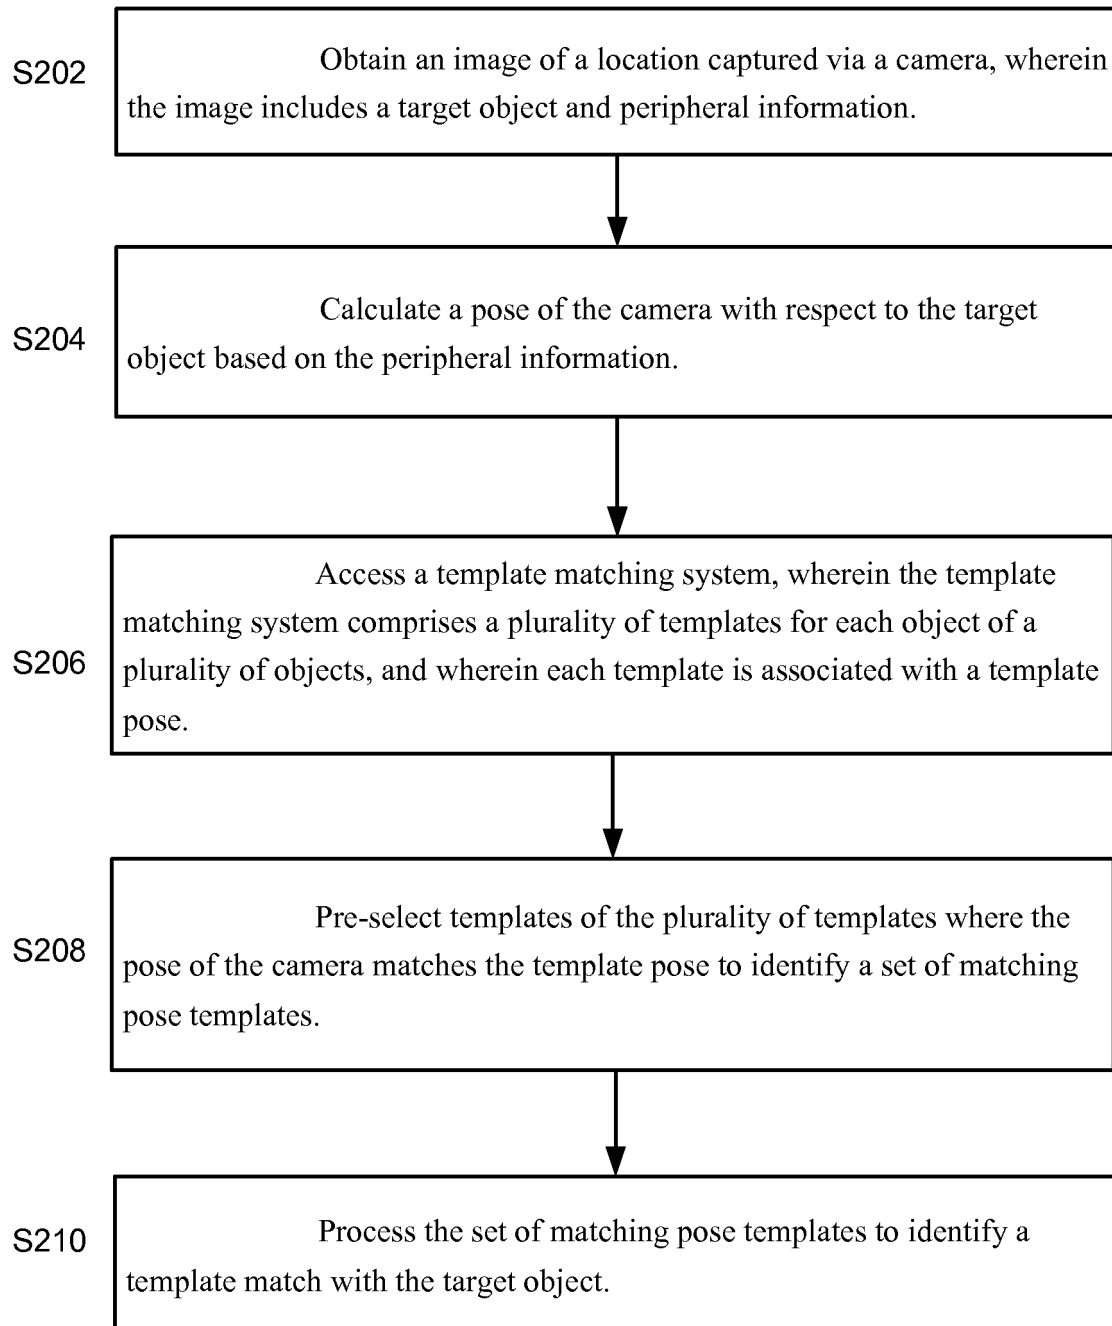 S202
Obtain an image of a location captured via a camera, wherein
the image includes a target object and peripheral information.
S204
Calculate a pose of the camera with respect to the target
object based on the peripheral information.
S206
Access a template matching system, wherein the template
matching system comprises a plurality of templates for each object of a
plurality of objects, and wherein each template is associated with a template
pose.
S208
Pre-select templates of the plurality of templates where the
pose of the camera matches the template pose to identify a set of matching
pose templates.
S210
Process the set of matching pose templates to identify a
template match with the target object.